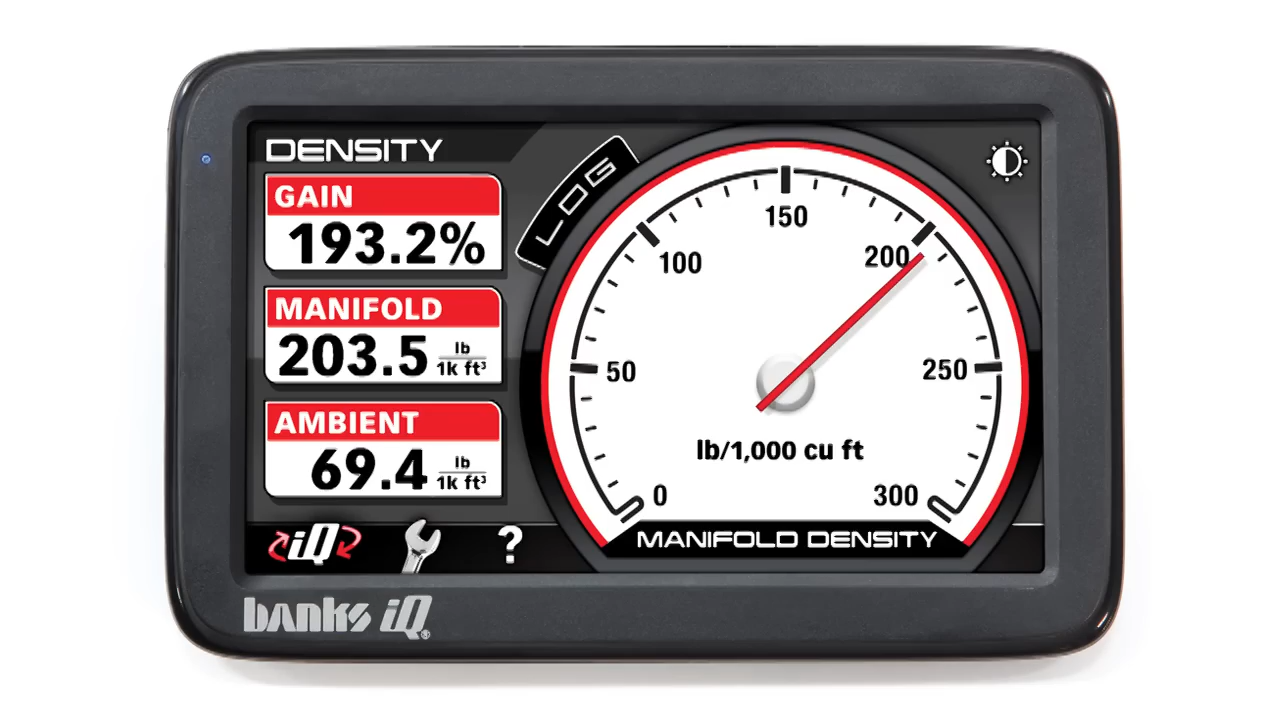 DENSITY
GAIN
193.2%
MANIFOLD
203.5 lb/1k ft³
AMBIENT
69.4 lb/1k ft³
iQ
?
LOG
0
50
100
150
200
250
300
lb/1,000 cu ft
MANIFOLD DENSITY
banks iQ®